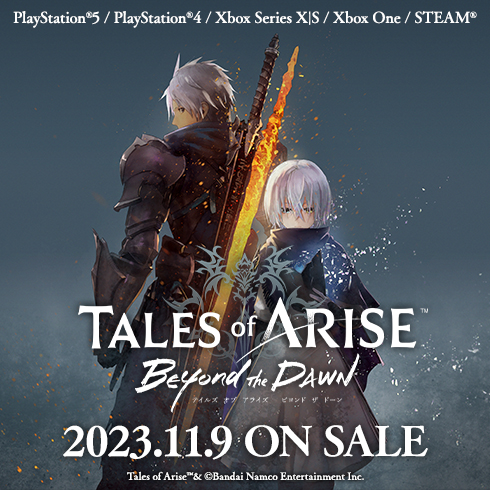 PlayStation®5 / PlayStation®4 / Xbox Series X|S / Xbox One / STEAM®
TALES of ARISE™
Beyond the DAWN
テイルズ オブ アライズ ビヨンド ザ ドーン
2023.11.9 ON SALE
Tales of Arise™& ©Bandai Namco Entertainment Inc.